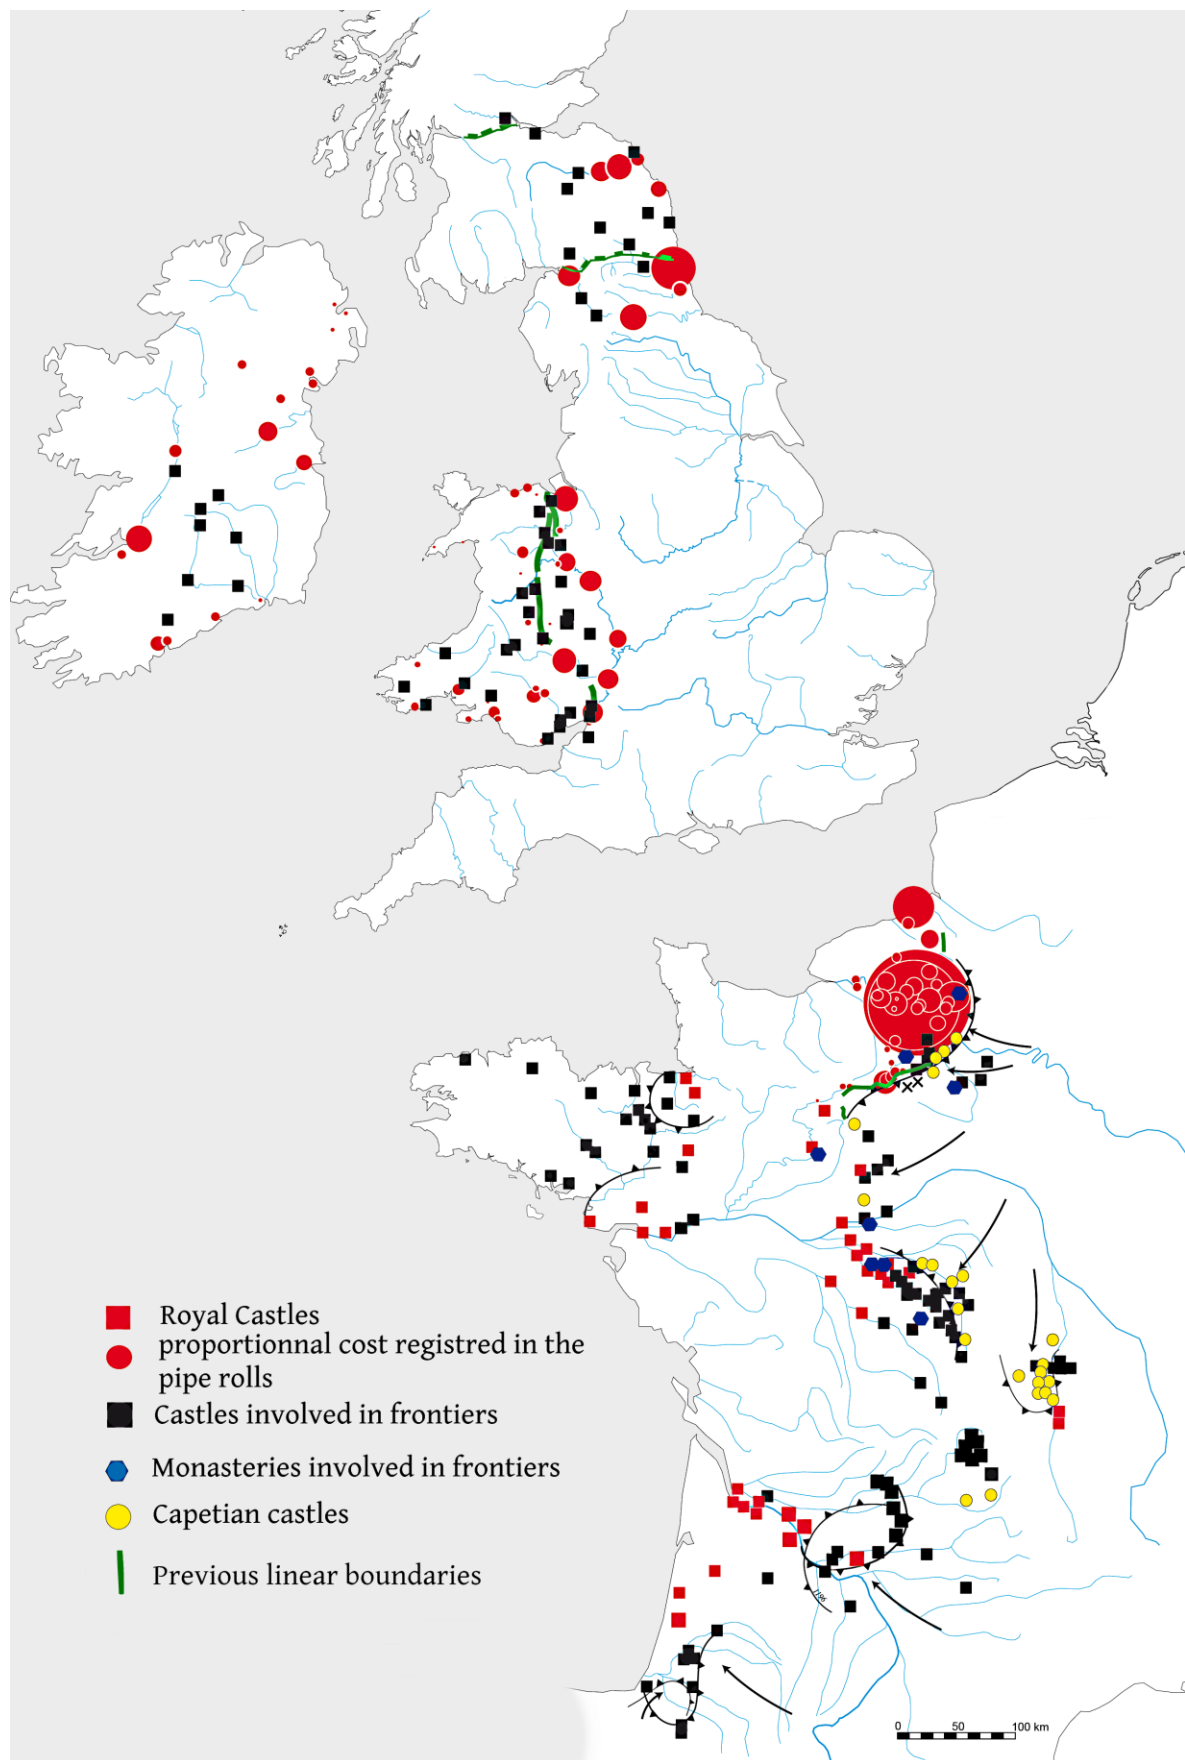 Royal Castles
proportionnal cost registred in the
pipe rolls
Castles involved in frontiers
Monasteries involved in frontiers
Capetian castles
Previous linear boundaries
1196
0 50 100 km